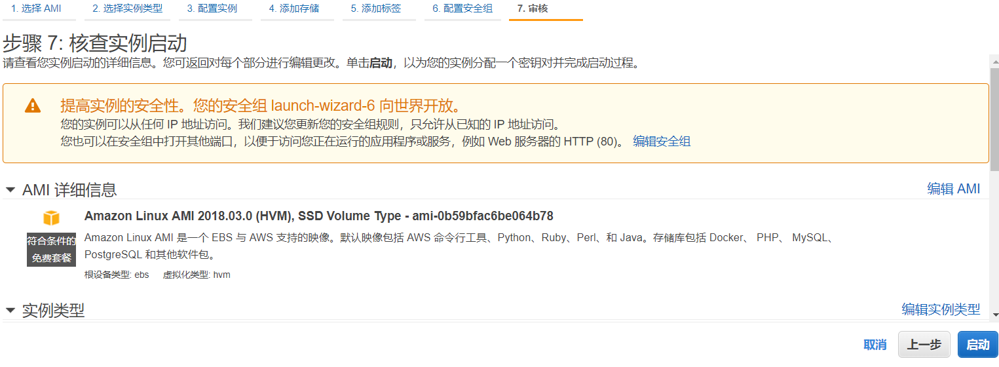 1. 选择 AMI 2. 选择实例类型 3. 配置实例 4. 添加存储 5. 添加标签 6. 配置安全组 7. 审核
步骤 7: 核查实例启动
请查看您实例启动的详细信息。您可返回对每个部分进行编辑更改。单击启动，以为您的实例分配一个密钥对并完成启动过程。
提高实例的安全性。您的安全组 launch-wizard-6 向世界开放。
您的实例可以从任何 IP 地址访问。我们建议您更新您的安全组规则，只允许从已知的 IP 地址访问。
您也可以在安全组中打开其他端口，以便于访问您正在运行的应用程序或服务，例如 Web 服务器的 HTTP (80)。 编辑安全组
AMI 详细信息 编辑 AMI
Amazon Linux AMI 2018.03.0 (HVM), SSD Volume Type - ami-0b59bfac6be064b78
符合条件的
免费套餐
Amazon Linux AMI 是一个 EBS 与 AWS 支持的映像。默认映像包括 AWS 命令行工具、Python、Ruby、Perl、和 Java。存储库包括 Docker、 PHP、 MySQL、
PostgreSQL 和其他软件包。
根设备类型: ebs 虚拟化类型: hvm
实例类型 编辑实例类型
取消 上一步 启动